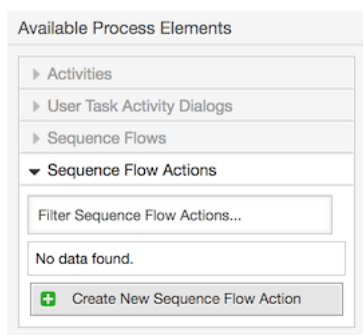 Available Process Elements
Activities
User Task Activity Dialogs
Sequence Flows
Sequence Flow Actions
Filter Sequence Flow Actions...
No data found.
Create New Sequence Flow Action